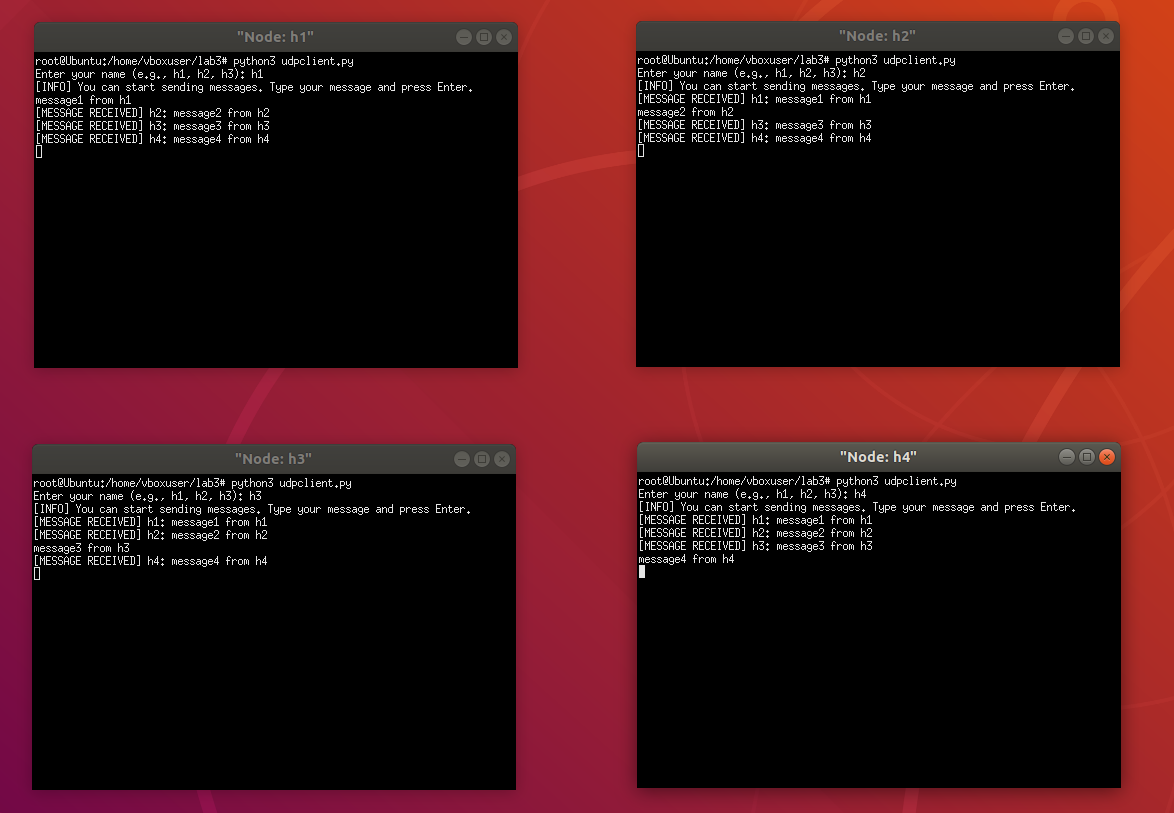 "Node: h1"
root@Ubuntu:/home/vboxuser/lab3# python3 udpclient.py
Enter your name (e.g., h1, h2, h3): h1
[INFO] You can start sending messages. Type your message and press Enter.
message1 from h1
[MESSAGE RECEIVED] h2: message2 from h2
[MESSAGE RECEIVED] h3: message3 from h3
[MESSAGE RECEIVED] h4: message4 from h4
"Node: h2"
root@Ubuntu:/home/vboxuser/lab3# python3 udpclient.py
Enter your name (e.g., h1, h2, h3): h2
[INFO] You can start sending messages. Type your message and press Enter.
[MESSAGE RECEIVED] h1: message1 from h1
message2 from h2
[MESSAGE RECEIVED] h3: message3 from h3
[MESSAGE RECEIVED] h4: message4 from h4
"Node: h3"
root@Ubuntu:/home/vboxuser/lab3# python3 udpclient.py
Enter your name (e.g., h1, h2, h3): h3
[INFO] You can start sending messages. Type your message and press Enter.
[MESSAGE RECEIVED] h1: message1 from h1
[MESSAGE RECEIVED] h2: message2 from h2
message3 from h3
[MESSAGE RECEIVED] h4: message4 from h4
"Node: h4"
root@Ubuntu:/home/vboxuser/lab3# python3 udpclient.py
Enter your name (e.g., h1, h2, h3): h4
[INFO] You can start sending messages. Type your message and press Enter.
[MESSAGE RECEIVED] h1: message1 from h1
[MESSAGE RECEIVED] h2: message2 from h2
[MESSAGE RECEIVED] h3: message3 from h3
message4 from h4